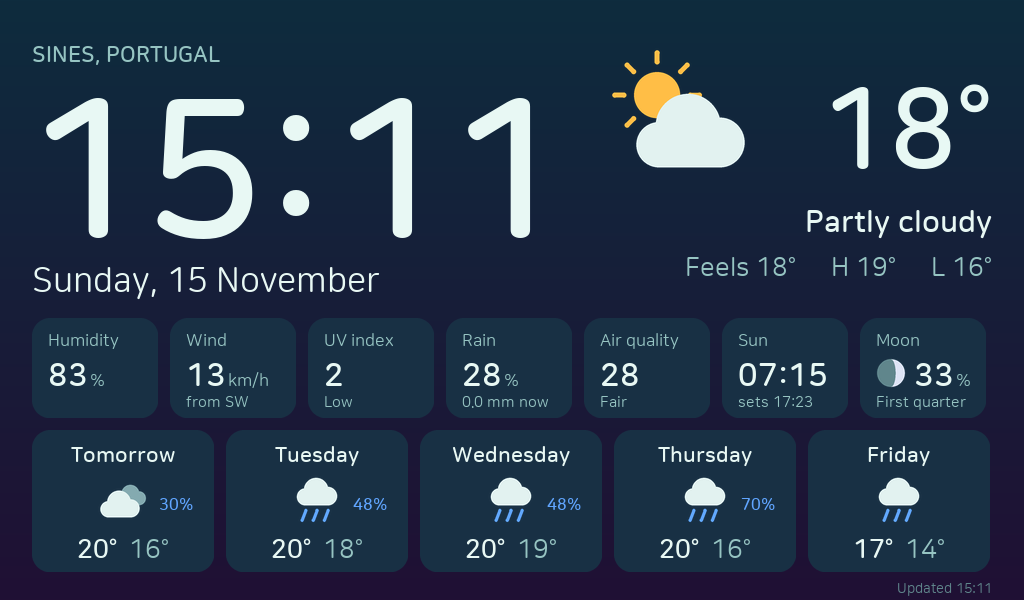 SINES, PORTUGAL
15:11
Sunday, 15 November
18°
Partly cloudy
Feels 18° H 19° L 16°
Humidity
83 %
Wind
13 km/h
from SW
UV index
2
Low
Rain
28 %
0.0 mm now
Air quality
28
Fair
Sun
07:15
sets 17:23
Moon
33 %
First quarter
Tomorrow
30%
20° 16°
Tuesday
48%
20° 18°
Wednesday
48%
20° 19°
Thursday
70%
20° 16°
Friday
17° 14°
Updated 15:11